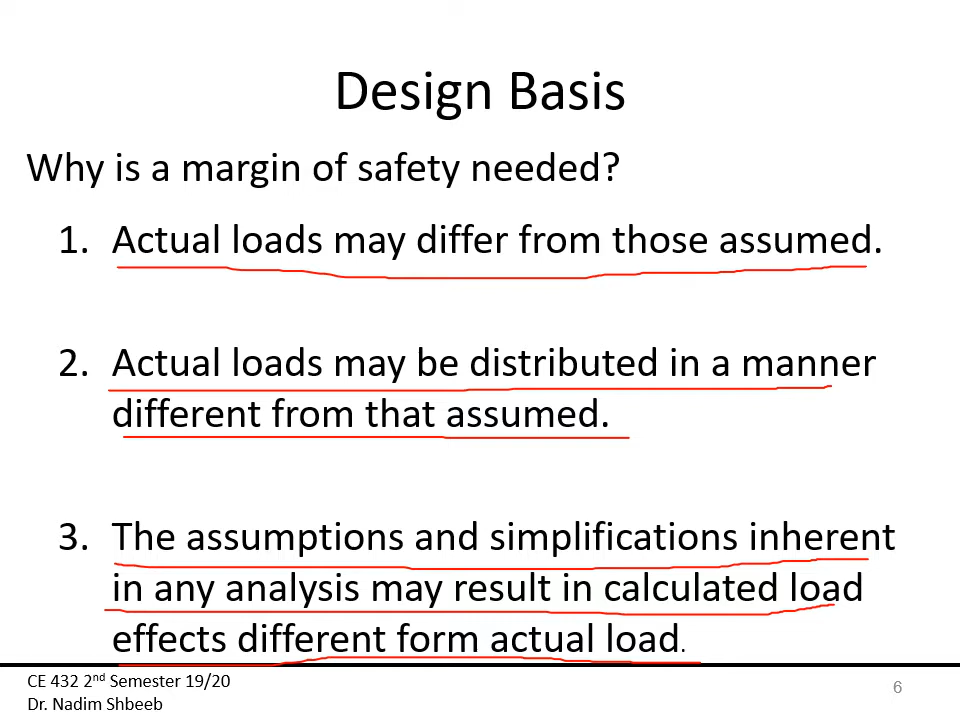 Design Basis
Why is a margin of safety needed?
1. Actual loads may differ from those assumed.
2. Actual loads may be distributed in a manner
different from that assumed.
3. The assumptions and simplifications inherent
in any analysis may result in calculated load
effects different form actual load.
CE 432 2nd Semester 19/20
Dr. Nadim Shbeeb
6